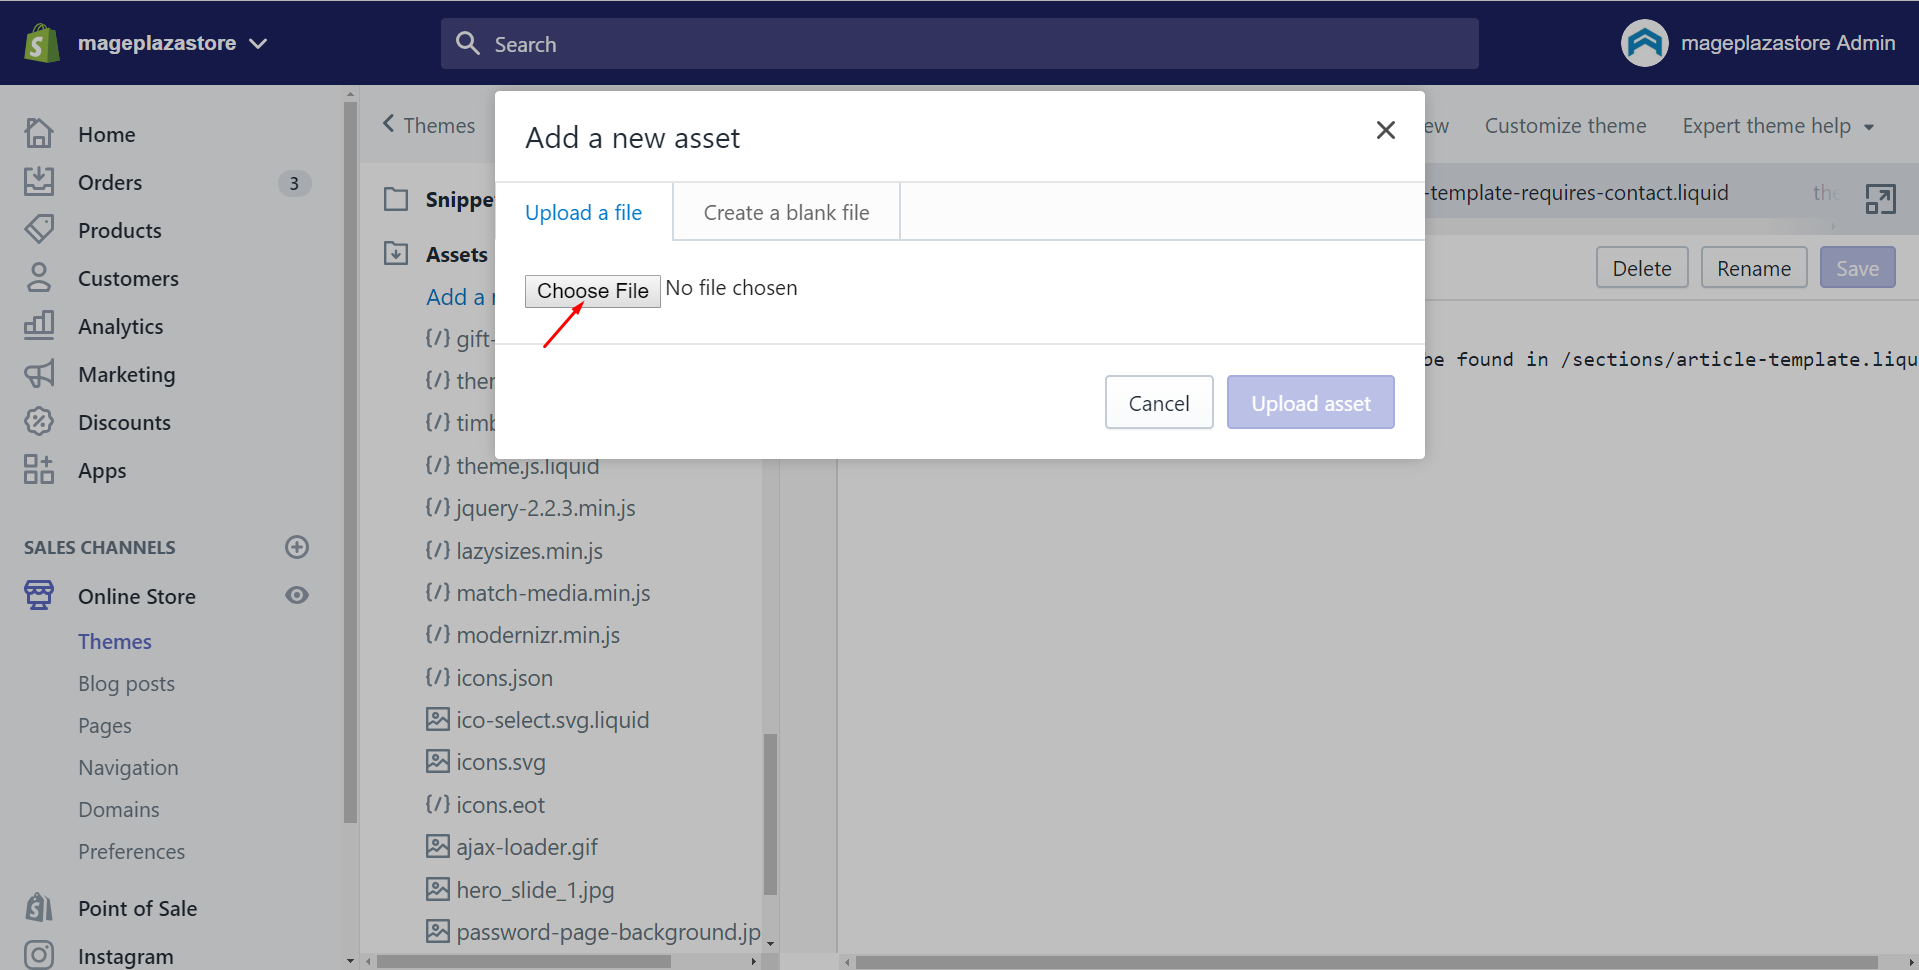 mageplazastore
Search
mageplazastore Admin
Home
Orders
3
Products
Customers
Analytics
Marketing
Discounts
Apps
SALES CHANNELS
Online Store
Themes
Blog posts
Pages
Navigation
Domains
Preferences
Point of Sale
Instagram
Themes
Customize theme
Expert theme help
-template-requires-contact.liquid
Delete
Rename
Save
be found in /sections/article-template.liqu
Assets
Add a
{/} gift-
{/}
{/}
{/} theme.js.liquid
{/} jquery-2.2.3.min.js
{/} lazysizes.min.js
{/} match-media.min.js
{/} modernizr.min.js
{/} icons.json
ico-select.svg.liquid
icons.svg
{/} icons.eot
ajax-loader.gif
hero_slide_1.jpg
password-page-background.jp
Add a new asset
Upload a file
Create a blank file
Choose File
No file chosen
Cancel
Upload asset